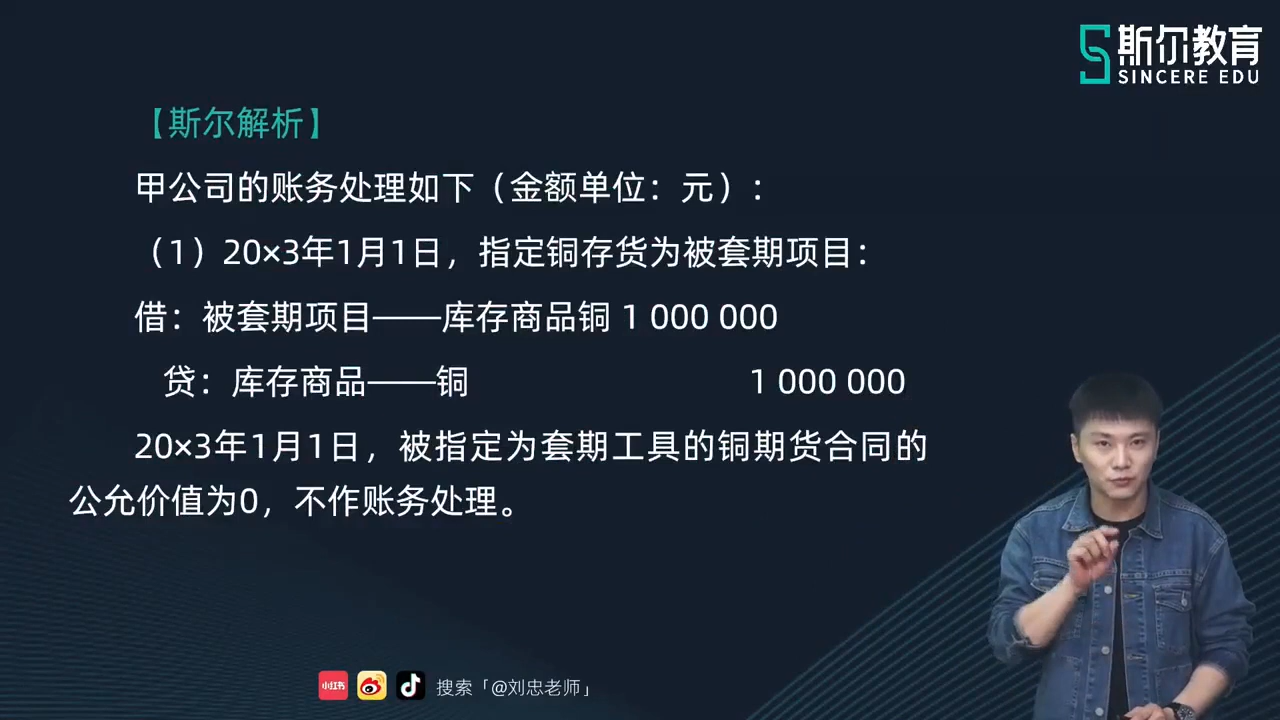 斯尔教育
SINCERE EDU
【斯尔解析】
甲公司的账务处理如下（金额单位：元）：
（1）20×3年1月1日，指定铜存货为被套期项目：
借：被套期项目——库存商品铜 1 000 000
贷：库存商品——铜 1 000 000
20×3年1月1日，被指定为套期工具的铜期货合同的
公允价值为0，不作账务处理。
小红书 搜索「@刘忠老师」